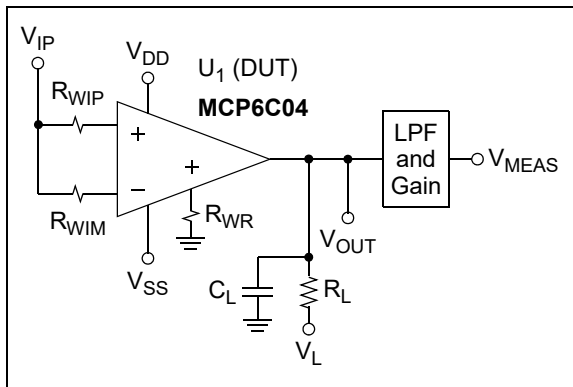 V_IP
V_DD
U_1 (DUT)
MCP6C04
R_WIP
+
−
+
R_WIM
R_WR
V_SS
LPF
and
Gain
V_MEAS
V_OUT
C_L
R_L
V_L